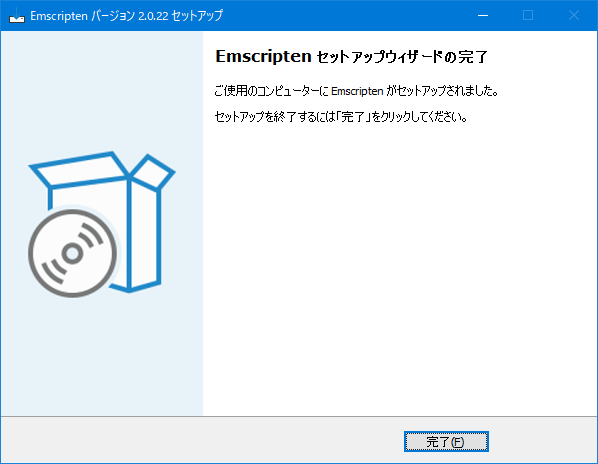 Emscripten バージョン 2.0.22 セットアップ
Emscripten セットアップウィザードの完了
ご使用のコンピューターに Emscripten がセットアップされました。
セットアップを終了するには「完了」をクリックしてください。
完了(F)